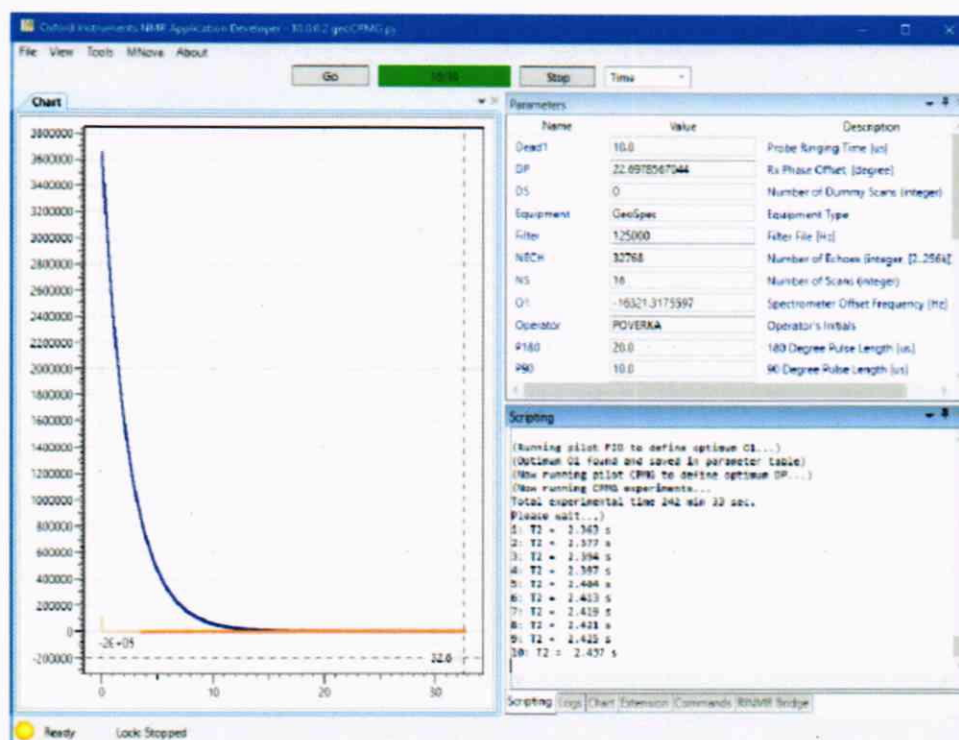 Oxford Instruments NMR Application Developer - 10.0.0.2 geoCPMG.py
File View Tools MNova About
Go Stop Time
Chart
3800000
3600000
3400000
3200000
3000000
2800000
2600000
2400000
2200000
2000000
1800000
1600000
1400000
1200000
1000000
800000
600000
400000
200000
0
-200000
-2E+05
32.6
0 10 20 30
Parameters
Name Value Description
Dead1 10.0 Probe Ringing Time [us]
DP 22.6978567044 Rx Phase Offset [degree]
DS 0 Number of Dummy Scans (integer)
Equipment GeoSpec Equipment Type
Filter 125000 Filter File [Hz]
NECH 32768 Number of Echoes (integer [2..256k]
NS 16 Number of Scans (integer)
O1 -16321.3175597 Spectrometer Offset Frequency [Hz]
Operator POVERKA Operator's Initials
P180 20.0 180 Degree Pulse Length [us]
P90 10.0 90 Degree Pulse Length [us]
Scripting
(Running pilot FID to define optimum O1...)
(Optimum O1 found and saved in parameter table)
(Now running pilot CPMG to define optimum DP...)
(Now running CPMG experiments...
Total experimental time 242 min 33 sec.
Please wait...)
1: T2 = 2.363 s
2: T2 = 2.377 s
3: T2 = 2.394 s
4: T2 = 2.397 s
5: T2 = 2.404 s
6: T2 = 2.413 s
7: T2 = 2.419 s
8: T2 = 2.421 s
9: T2 = 2.425 s
10: T2 = 2.437 s
Scripting Logs Chart Extension Commands RINMR Bridge
Ready Lock: Stopped